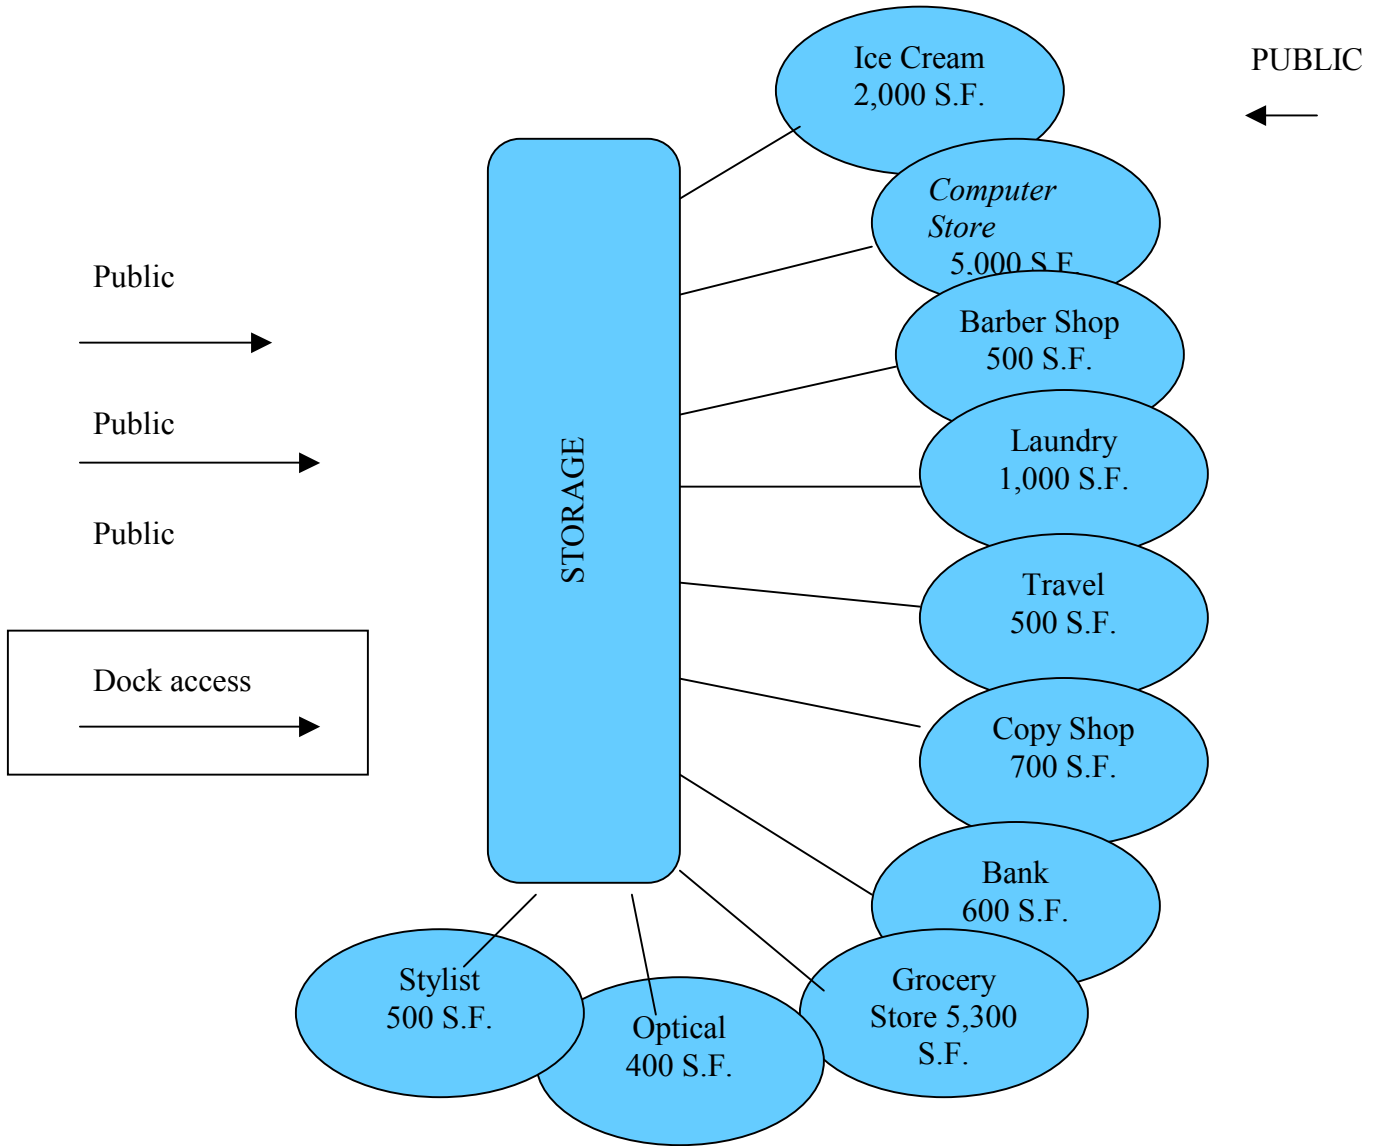 Ice Cream
2,000 S.F.
PUBLIC
Computer
Store
5,000 S.F.
Public
Barber Shop
500 S.F.
Public
Laundry
1,000 S.F.
STORAGE
Public
Travel
500 S.F.
Dock access
Copy Shop
700 S.F.
Bank
600 S.F.
Grocery
Store 5,300
S.F.
Stylist
500 S.F.
Optical
400 S.F.